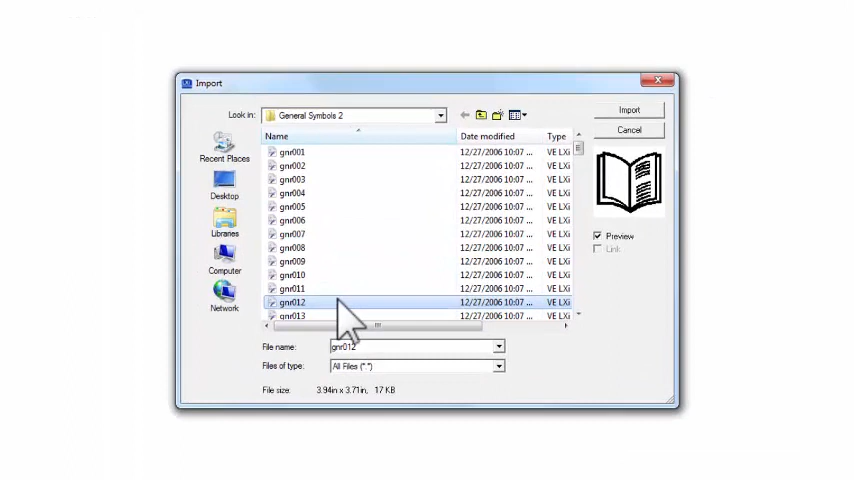 Import
Look in: General Symbols 2
Import
Cancel
Name Date modified Type
Recent Places
Desktop
Libraries
Computer
Network
gnr001 12/27/2006 10:07 ... VE LXi
gnr002 12/27/2006 10:07 ... VE LXi
gnr003 12/27/2006 10:07 ... VE LXi
gnr004 12/27/2006 10:07 ... VE LXi
gnr005 12/27/2006 10:07 ... VE LXi
gnr006 12/27/2006 10:07 ... VE LXi
gnr007 12/27/2006 10:07 ... VE LXi
gnr008 12/27/2006 10:07 ... VE LXi
gnr009 12/27/2006 10:07 ... VE LXi
gnr010 12/27/2006 10:07 ... VE LXi
gnr011 12/27/2006 10:07 ... VE LXi
gnr012 12/27/2006 10:07 ... VE LXi
gnr013 12/27/2006 10:07 ... VE LXi
Preview
Link
File name: gnr012
Files of type: All Files (*.*)
File size: 3.94in x 3.71in, 17 KB